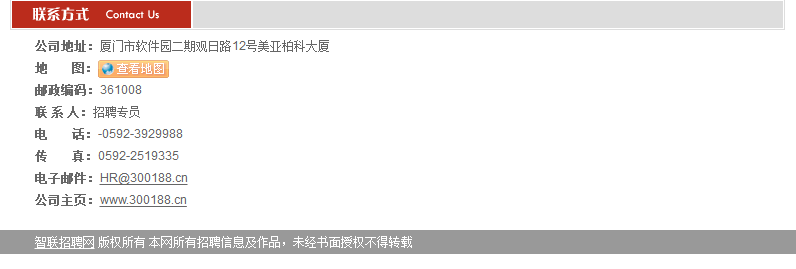 联系方式 Contact Us
公司地址：厦门市软件园二期观日路12号美亚柏科大厦
地 图：查看地图
邮政编码：361008
联 系 人：招聘专员
电 话：-0592-3929988
传 真：0592-2519335
电子邮件：HR@300188.cn
公司主页：www.300188.cn
智联招聘网 版权所有 本网所有招聘信息及作品，未经书面授权不得转载